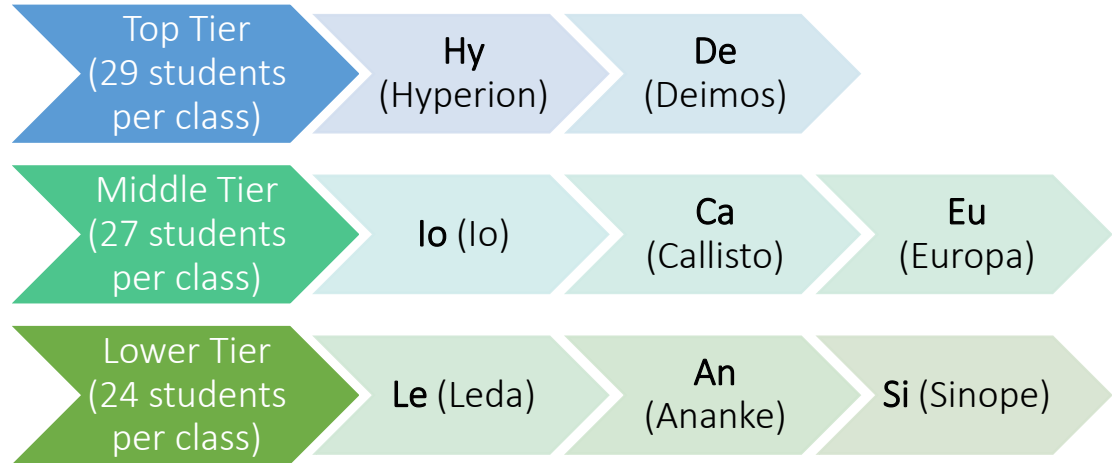 Top Tier
(29 students
per class)
Hy
(Hyperion)
De
(Deimos)
Middle Tier
(27 students
per class)
Io (Io)
Ca
(Callisto)
Eu
(Europa)
Lower Tier
(24 students
per class)
Le (Leda)
An
(Ananke)
Si (Sinope)